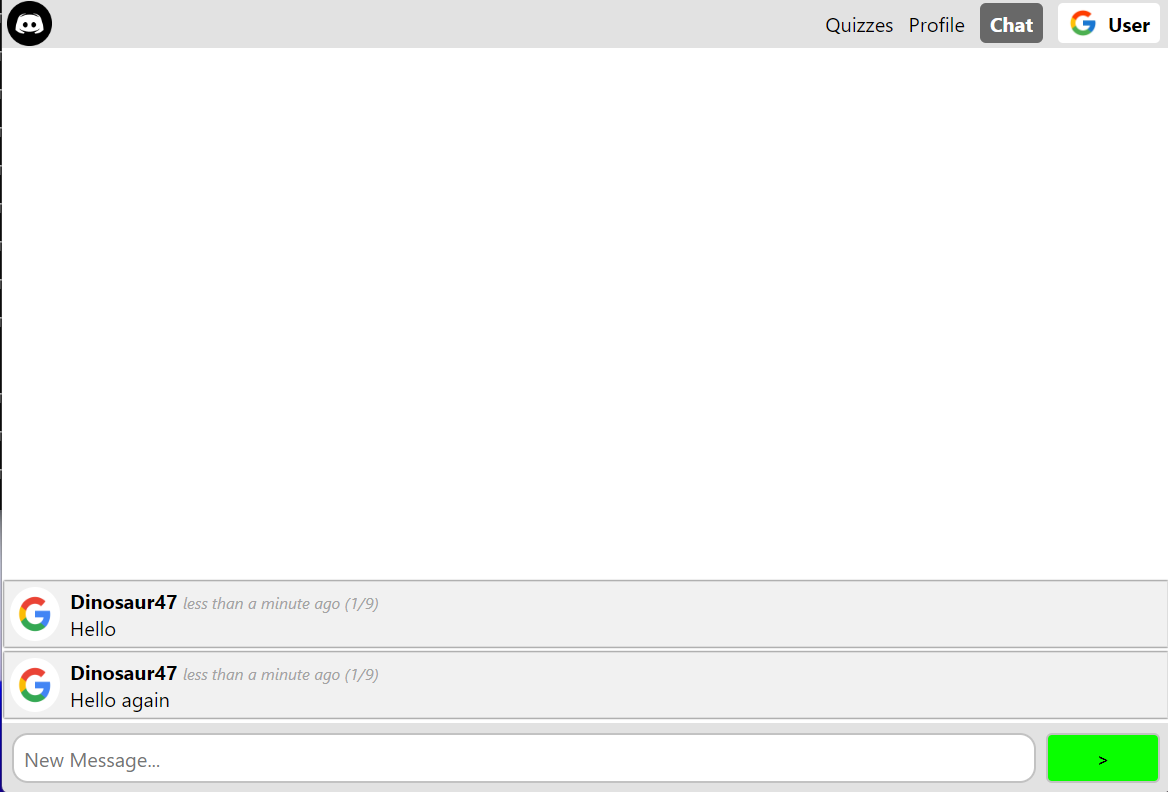 Quizzes Profile Chat User
Dinosaur47 less than a minute ago (1/9)
Hello
Dinosaur47 less than a minute ago (1/9)
Hello again
New Message... >